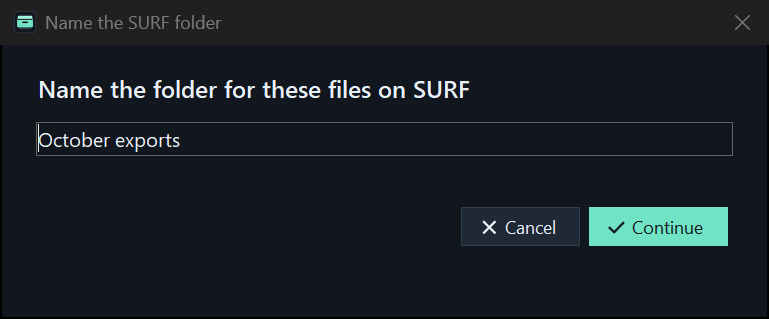 Name the SURF folder
Name the folder for these files on SURF
October exports
Cancel
Continue